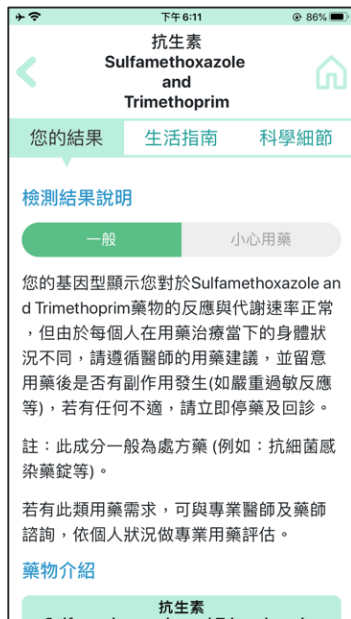 下午6:11
86%
抗生素
Sulfamethoxazole
and
Trimethoprim
您的結果
生活指南
科學細節
檢測結果說明
一般
小心用藥
您的基因型顯示您對於Sulfamethoxazole an
d Trimethoprim藥物的反應與代謝速率正常
，但由於每個人在用藥治療當下的身體狀
況不同，請遵循醫師的用藥建議，並留意
用藥後是否有副作用發生(如嚴重過敏反應
等)，若有任何不適，請立即停藥及回診。
註：此成分一般為處方藥 (例如：抗細菌感
染藥錠等)。
若有此類用藥需求，可與專業醫師及藥師
諮詢，依個人狀況做專業用藥評估。
藥物介紹
抗生素